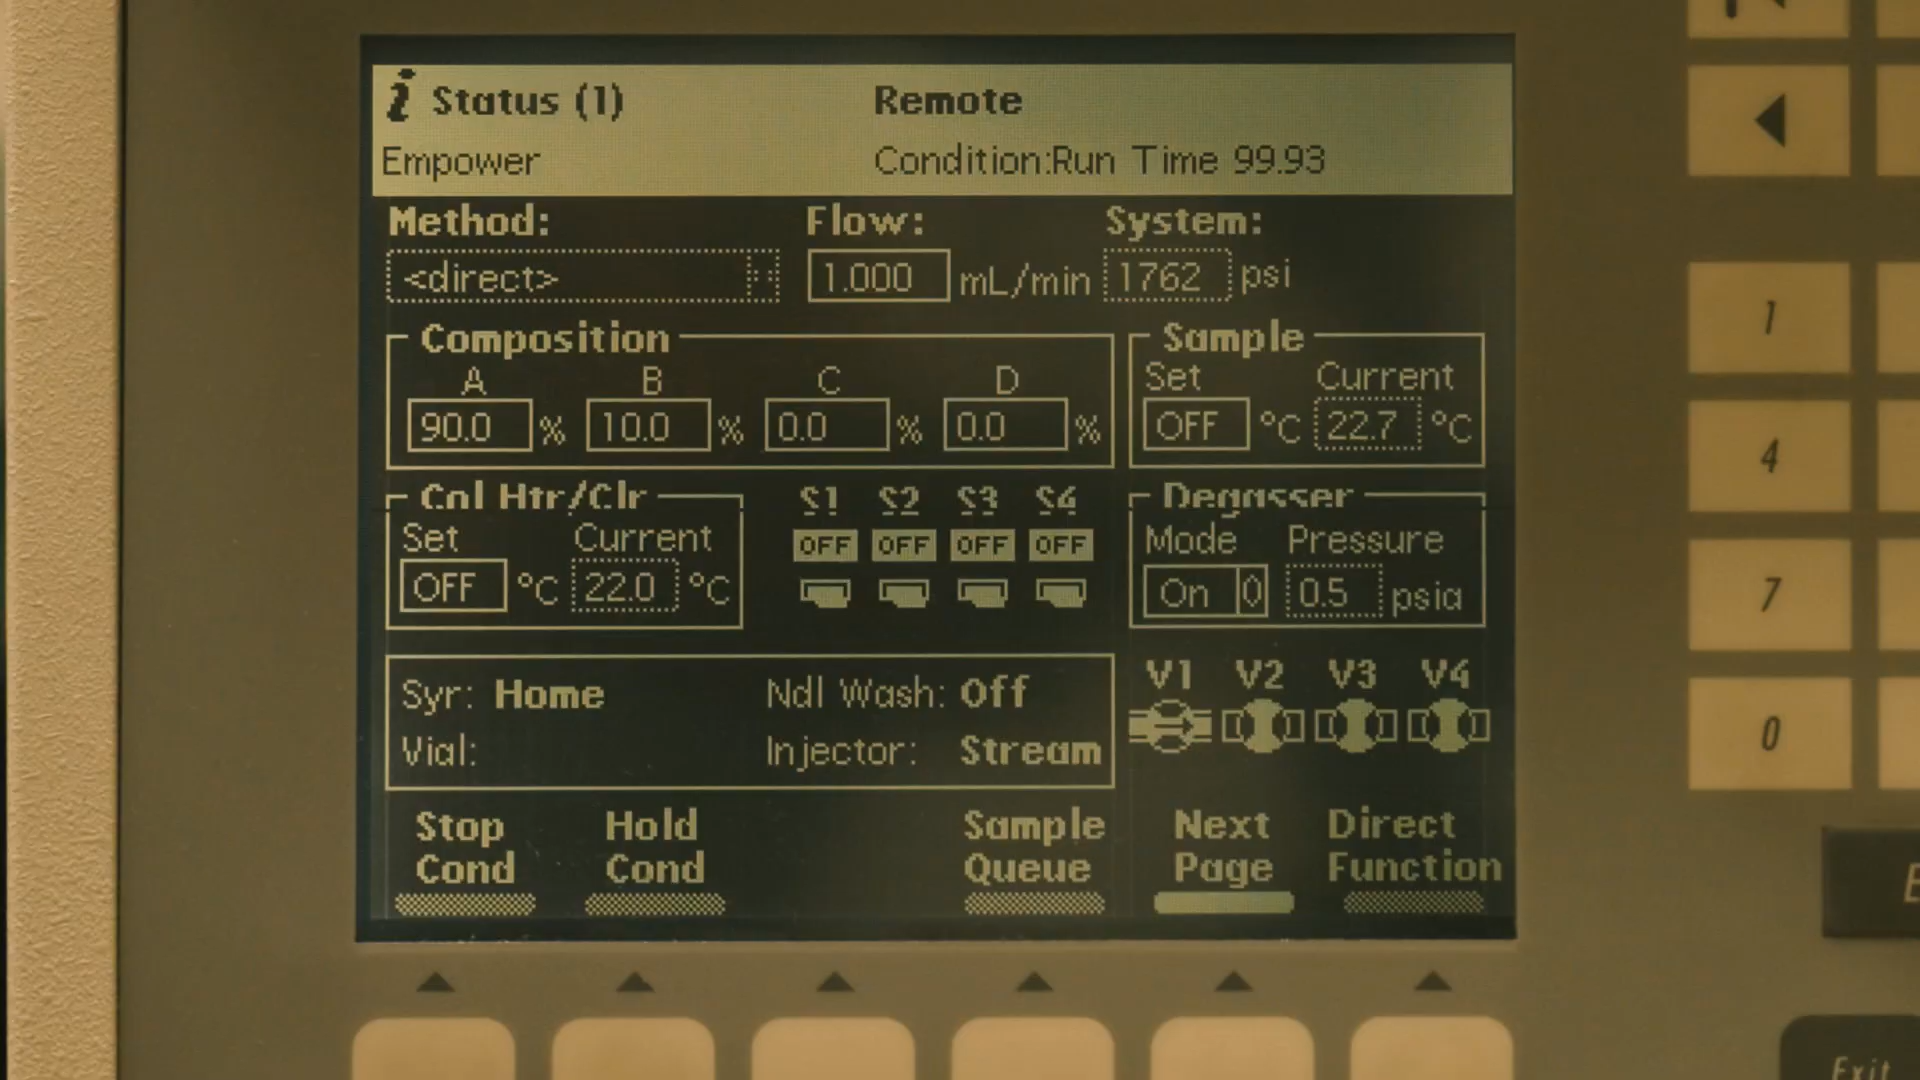 i Status (1) Remote
Empower Condition:Run Time 99.93
Method: Flow: System:
<direct> 1.000 mL/min 1762 psi
Composition Sample
A B C D Set Current
90.0 % 10.0 % 0.0 % 0.0 % OFF °C 22.7 °C
S1 S2 S3 S4 Degasser
Set Current OFF OFF OFF OFF Mode Pressure
OFF °C 22.0 °C On 0 0.5 psia
Syr: Home Ndl Wash: Off V1 V2 V3 V4
Vial: Injector: Stream
Stop Hold Sample Next Direct
Cond Cond Queue Page Function
1
4
7
0
Exit